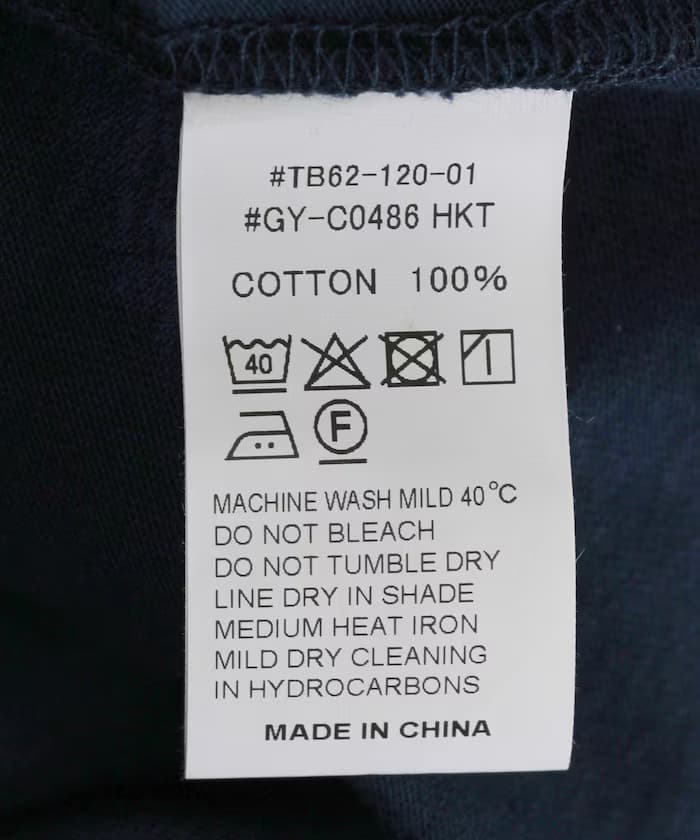 #TB62-120-01
#GY-C0486 HKT
COTTON 100%
40
F
MACHINE WASH MILD 40°C
DO NOT BLEACH
DO NOT TUMBLE DRY
LINE DRY IN SHADE
MEDIUM HEAT IRON
MILD DRY CLEANING
IN HYDROCARBONS
MADE IN CHINA